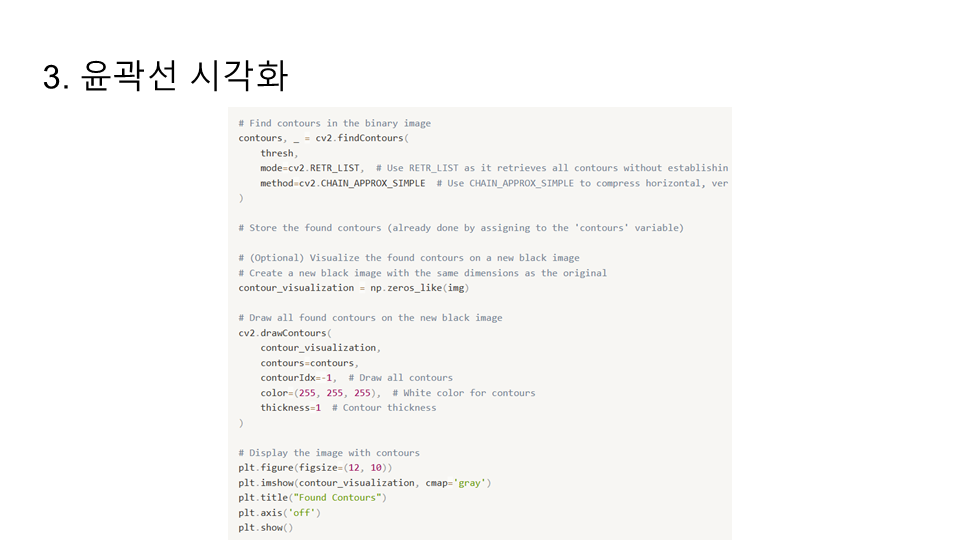 3. 윤곽선 시각화
# Find contours in the binary image
contours, _ = cv2.findContours(
    thresh,
    mode=cv2.RETR_LIST,  # Use RETR_LIST as it retrieves all contours without establishin
    method=cv2.CHAIN_APPROX_SIMPLE  # Use CHAIN_APPROX_SIMPLE to compress horizontal, ver
)
# Store the found contours (already done by assigning to the 'contours' variable)
# (Optional) Visualize the found contours on a new black image
# Create a new black image with the same dimensions as the original
contour_visualization = np.zeros_like(img)
# Draw all found contours on the new black image
cv2.drawContours(
    contour_visualization,
    contours=contours,
    contourIdx=-1,  # Draw all contours
    color=(255, 255, 255),  # White color for contours
    thickness=1  # Contour thickness
)
# Display the image with contours
plt.figure(figsize=(12, 10))
plt.imshow(contour_visualization, cmap='gray')
plt.title("Found Contours")
plt.axis('off')
plt.show()